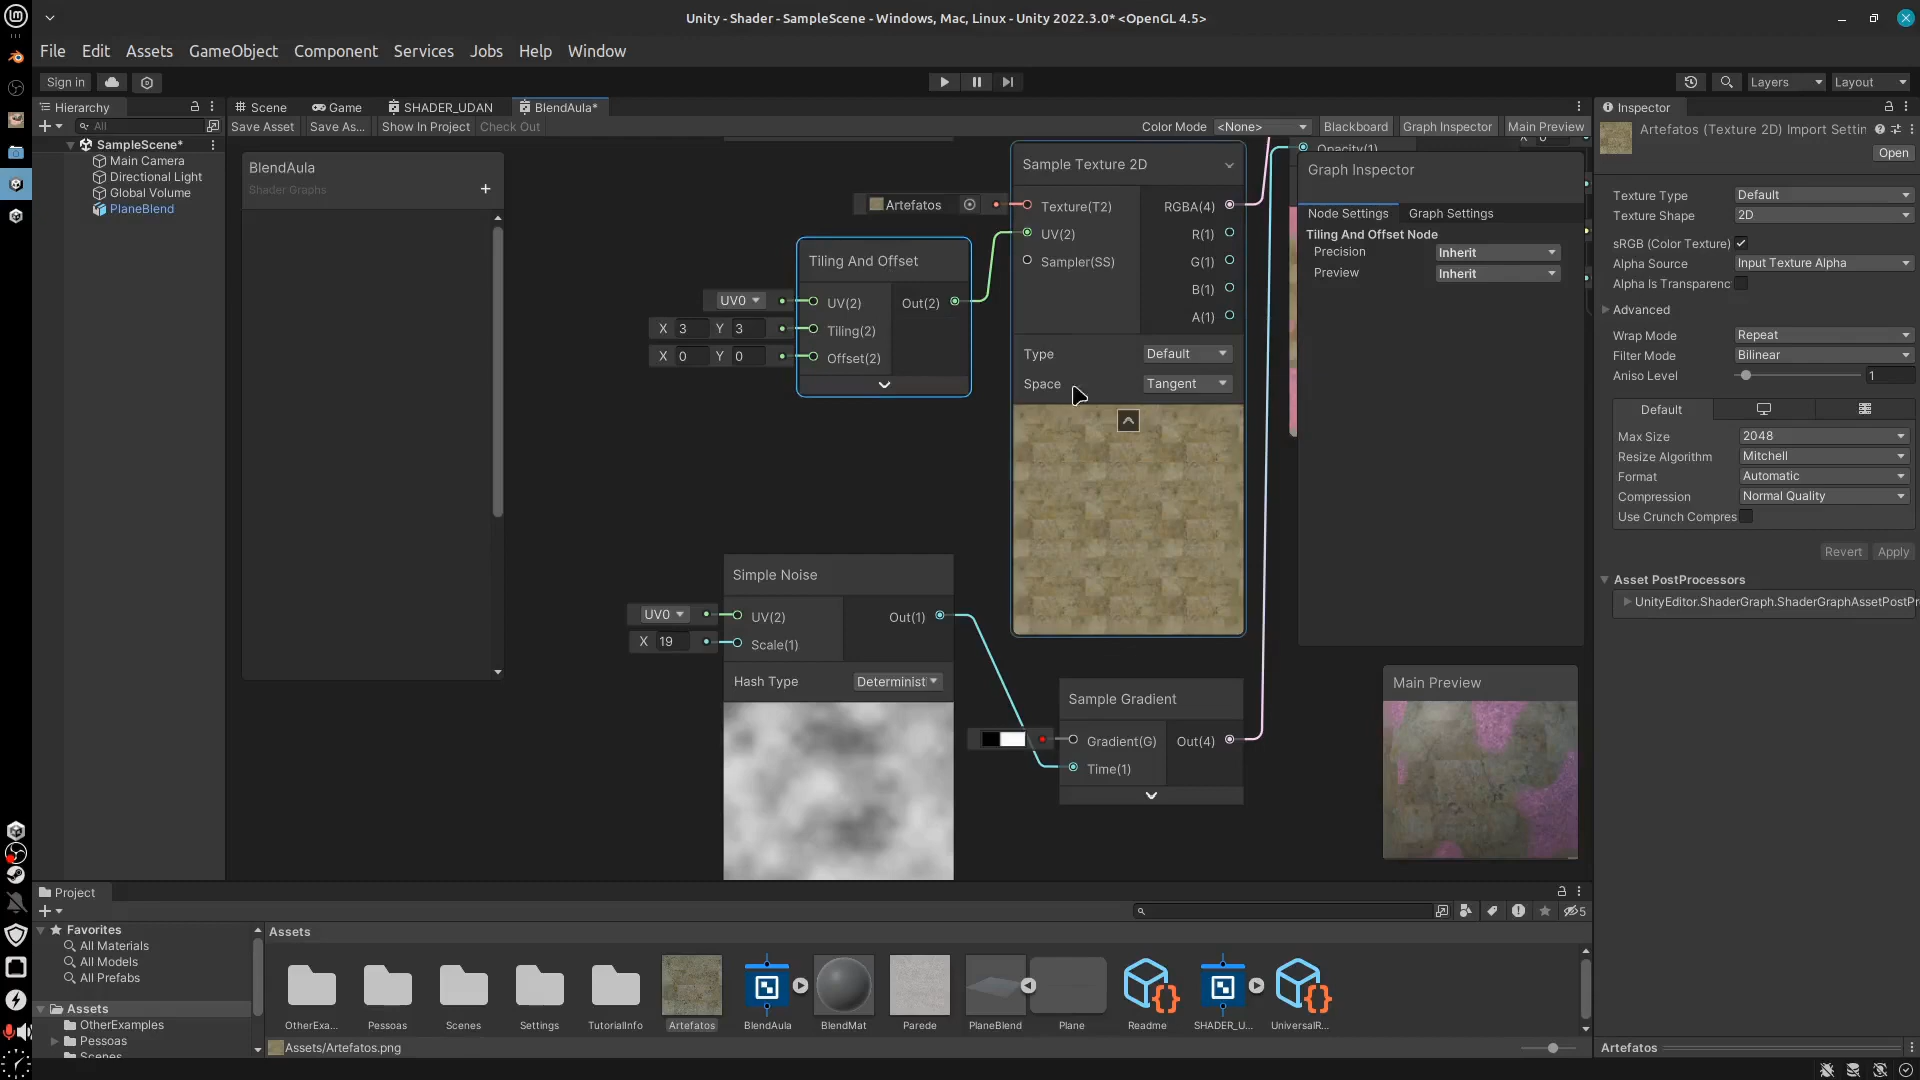 Unity - Shader - SampleScene - Windows, Mac, Linux - Unity 2022.3.0* <OpenGL 4.5>
File Edit Assets GameObject Component Services Jobs Help Window
Sign in
Layers Layout
Hierarchy
All
SampleScene*
Main Camera
Directional Light
Global Volume
PlaneBlend
Scene Game SHADER_UDAN BlendAula*
Save Asset Save As... Show In Project Check Out
Color Mode <None> Blackboard Graph Inspector Main Preview
BlendAula
Shader Graphs
Sample Texture 2D
Artefatos
Texture(T2) RGBA(4)
UV(2) R(1)
Sampler(SS) G(1)
B(1)
A(1)
Type Default
Space Tangent
Tiling And Offset
UV0 UV(2) Out(2)
X 3 Y 3 Tiling(2)
X 0 Y 0 Offset(2)
Simple Noise
UV0 UV(2) Out(1)
X 19 Scale(1)
Hash Type Determinist
Sample Gradient
Gradient(G) Out(4)
Time(1)
Opacity(1)
Graph Inspector
Node Settings Graph Settings
Tiling And Offset Node
Precision Inherit
Preview Inherit
Main Preview
Inspector
Artefatos (Texture 2D) Import Settin
Open
Texture Type Default
Texture Shape 2D
sRGB (Color Texture)
Alpha Source Input Texture Alpha
Alpha Is Transparenc
Advanced
Wrap Mode Repeat
Filter Mode Bilinear
Aniso Level 1
Default
Max Size 2048
Resize Algorithm Mitchell
Format Automatic
Compression Normal Quality
Use Crunch Compres
Revert Apply
Asset PostProcessors
UnityEditor.ShaderGraph.ShaderGraphAssetPostPr
Artefatos
Project
5
Favorites
All Materials
All Models
All Prefabs
Assets
OtherExamples
Pessoas
Scenes
Assets
OtherExa... Pessoas Scenes Settings TutorialInfo Artefatos BlendAula BlendMat Parede PlaneBlend Plane Readme SHADER_U... UniversalR...
Assets/Artefatos.png